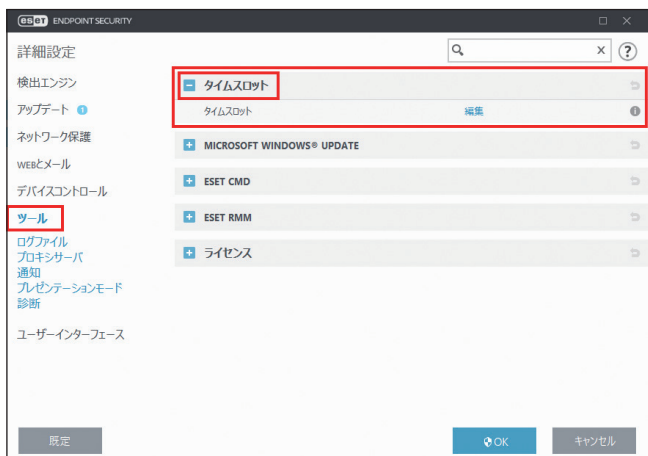 eset ENDPOINT SECURITY
詳細設定
検出エンジン
アップデート 1
ネットワーク保護
WEBとメール
デバイスコントロール
ツール
ログファイル
プロキシサーバ
通知
プレゼンテーションモード
診断
ユーザーインターフェース
タイムスロット
タイムスロット 編集
MICROSOFT WINDOWS® UPDATE
ESET CMD
ESET RMM
ライセンス
既定
OK
キャンセル